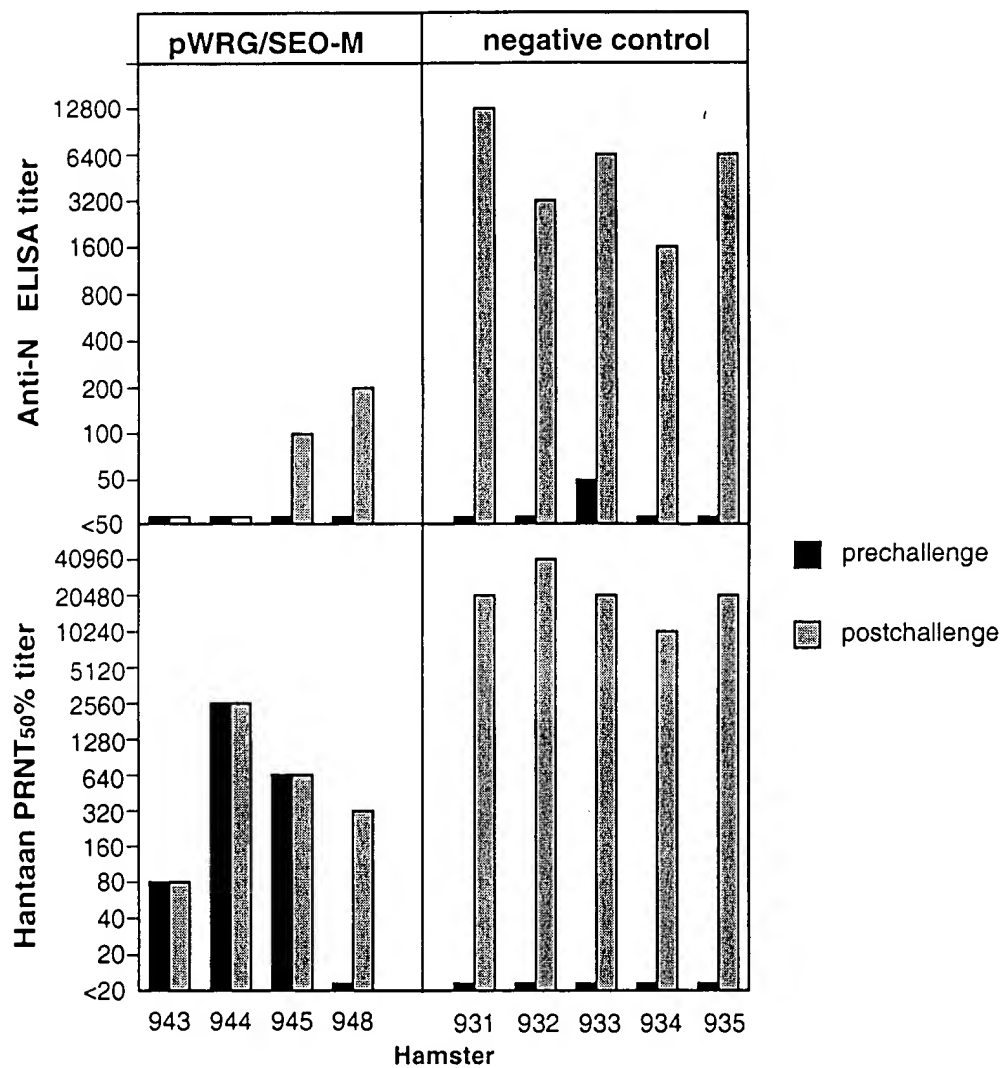 pWRG/SEO-M
negative control
Anti-N ELISA titer
12800
6400
3200
1600
800
400
200
100
50
<50
Hantaan PRNT50% titer
40960
20480
10240
5120
2560
1280
640
320
160
80
40
20
<20
prechallenge
postchallenge
943 944 945 948 931 932 933 934 935
Hamster